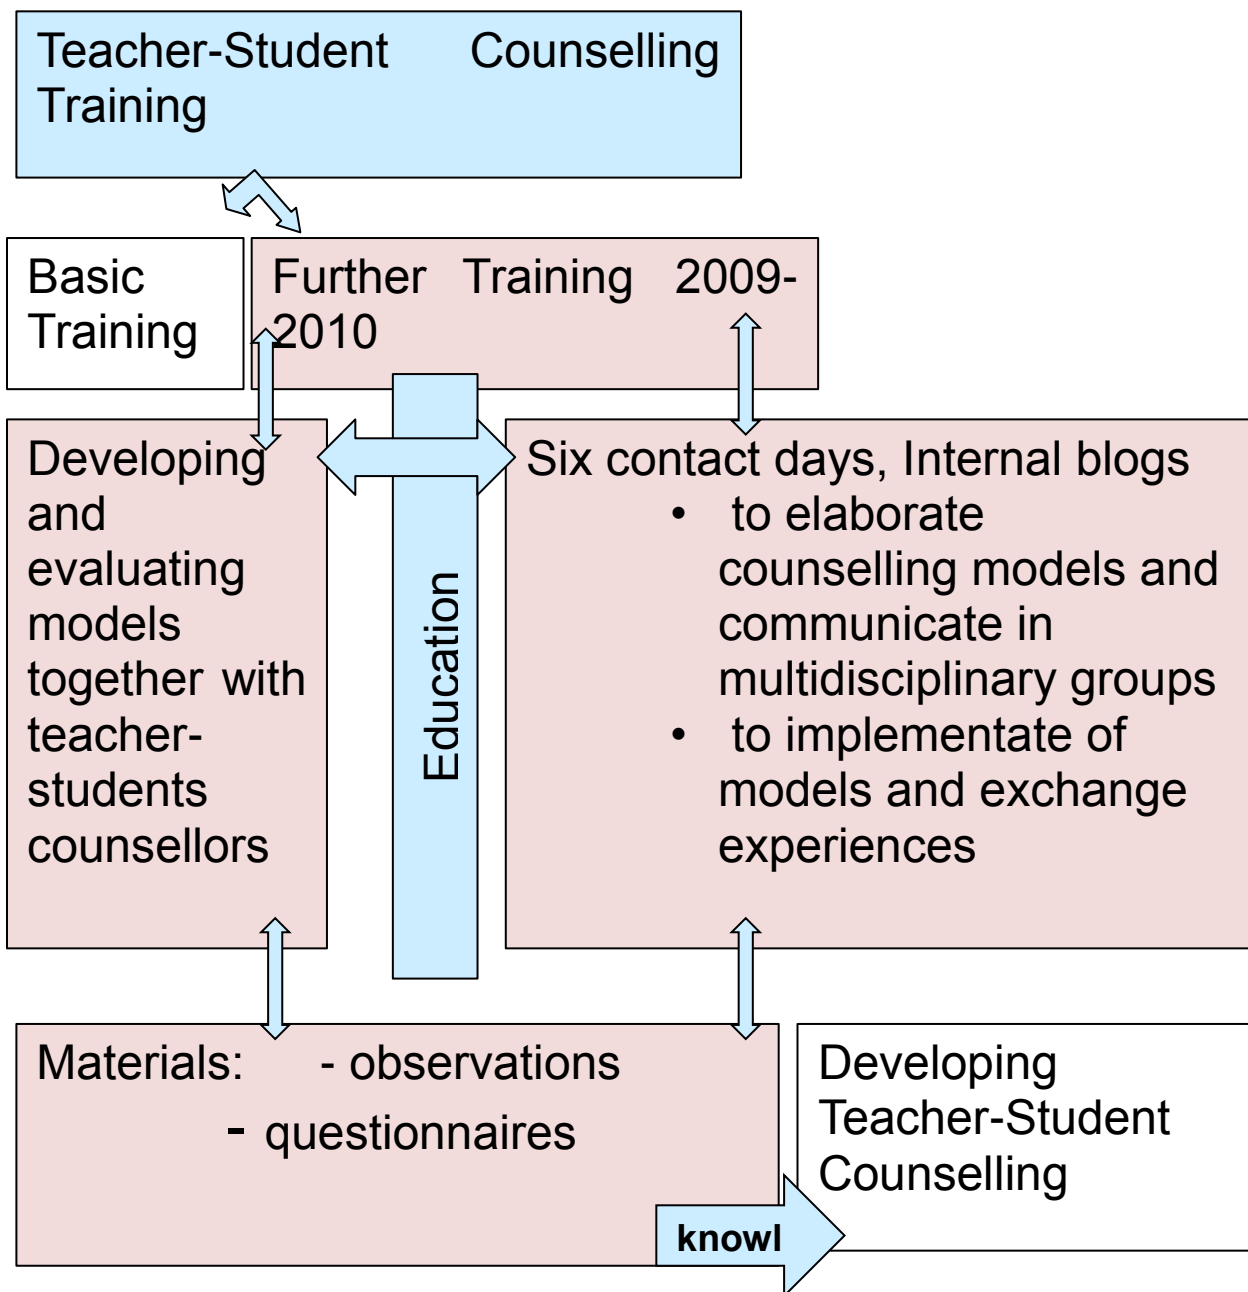 Teacher-Student Counselling
Training
Basic
Training
Further Training 2009-
2010
Developing
and
evaluating
models
together with
teacher-
students
counsellors
Education
Six contact days, Internal blogs
• to elaborate
counselling models and
communicate in
multidisciplinary groups
• to implementate of
models and exchange
experiences
Materials: - observations
- questionnaires
knowl
Developing
Teacher-Student
Counselling